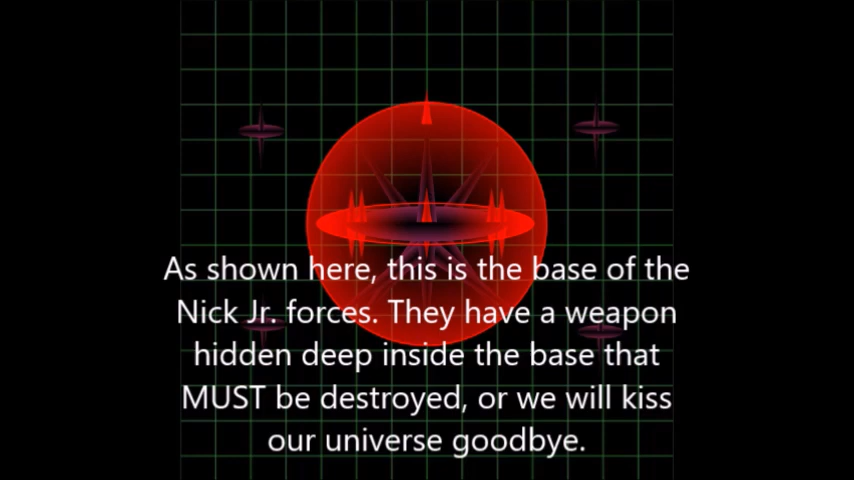 As shown here, this is the base of the
Nick Jr. forces. They have a weapon
hidden deep inside the base that
MUST be destroyed, or we will kiss
our universe goodbye.